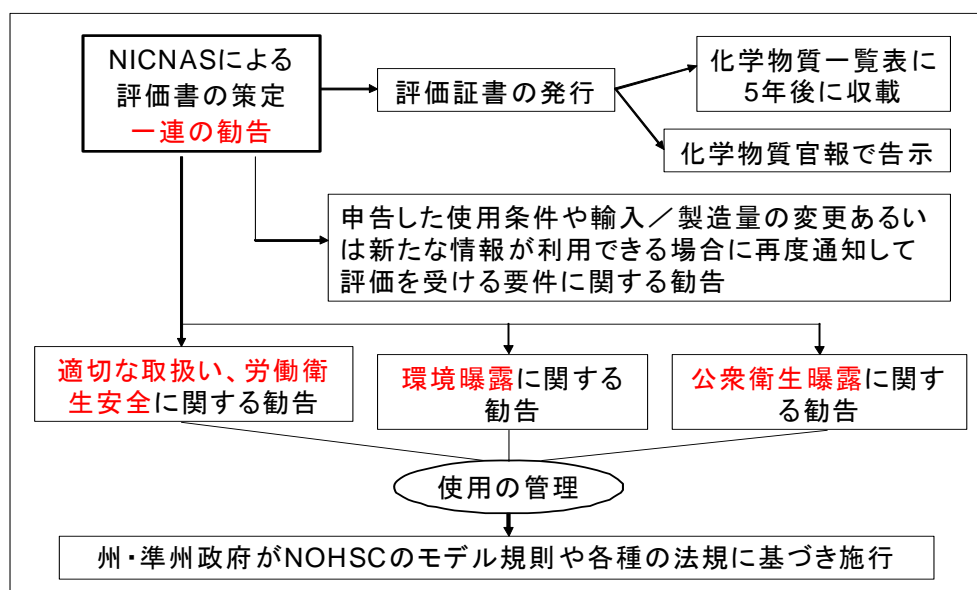 NICNASによる
評価書の策定
一連の勧告
評価証書の発行
化学物質一覧表に
5年後に収載
化学物質官報で告示
申告した使用条件や輸入／製造量の変更あるい
は新たな情報が利用できる場合に再度通知して
評価を受ける要件に関する勧告
適切な取扱い、労働衛
生安全に関する勧告
環境曝露に関する
勧告
公衆衛生曝露に関す
る勧告
使用の管理
州・準州政府がNOHSCのモデル規則や各種の法規に基づき施行